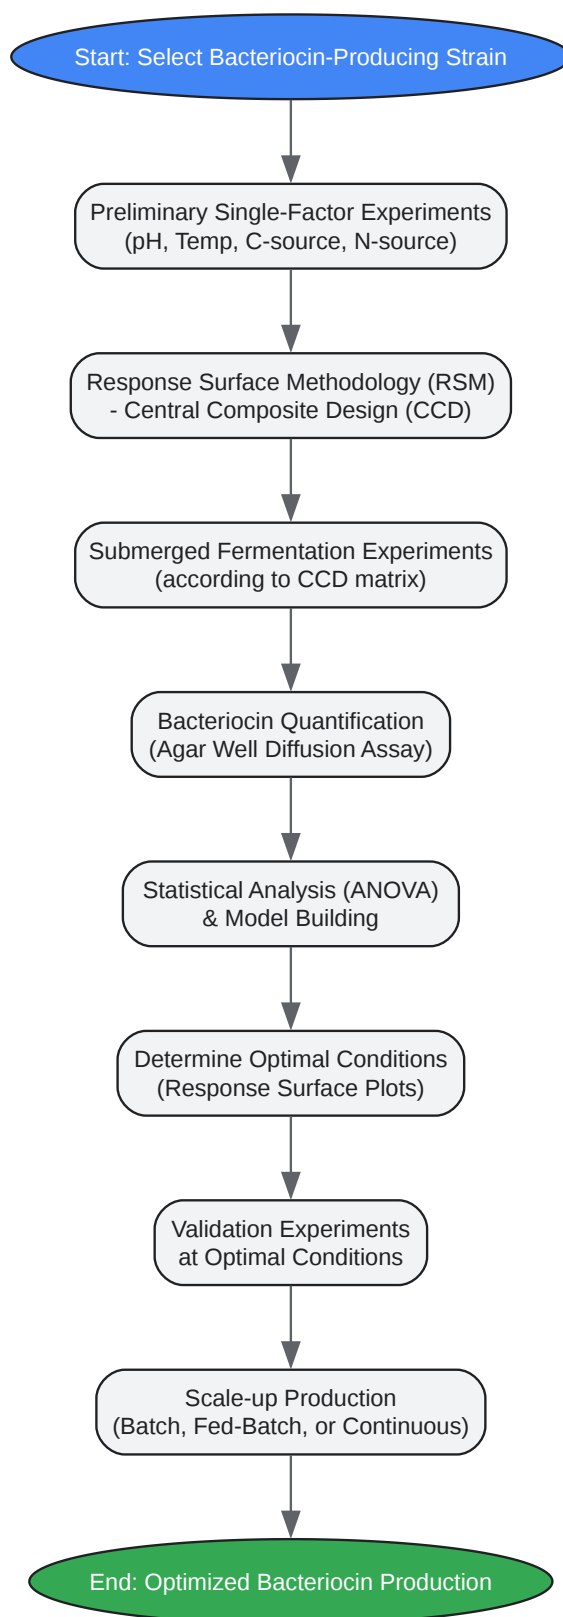 Start: Select Bacteriocin-Producing Strain
Preliminary Single-Factor Experiments
(pH, Temp, C-source, N-source)
Response Surface Methodology (RSM)
- Central Composite Design (CCD)
Submerged Fermentation Experiments
(according to CCD matrix)
Bacteriocin Quantification
(Agar Well Diffusion Assay)
Statistical Analysis (ANOVA)
& Model Building
Determine Optimal Conditions
(Response Surface Plots)
Validation Experiments
at Optimal Conditions
Scale-up Production
(Batch, Fed-Batch, or Continuous)
End: Optimized Bacteriocin Production